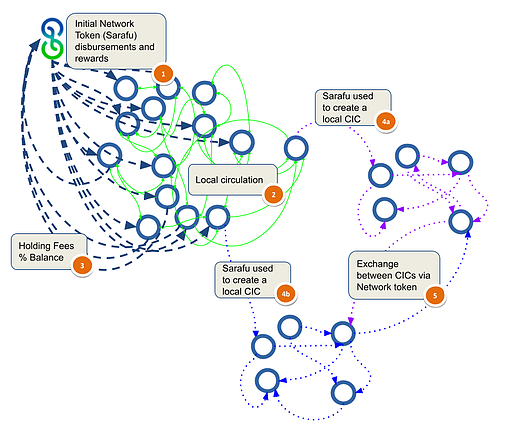 Initial Network
Token (Sarafu)
disbursements and
rewards
1
Sarafu used
to create a
local CIC
4a
Local circulation
2
Holding Fees
% Balance
3
Sarafu used
to create a
local CIC
4b
Exchange
between CICs via
Network token
5